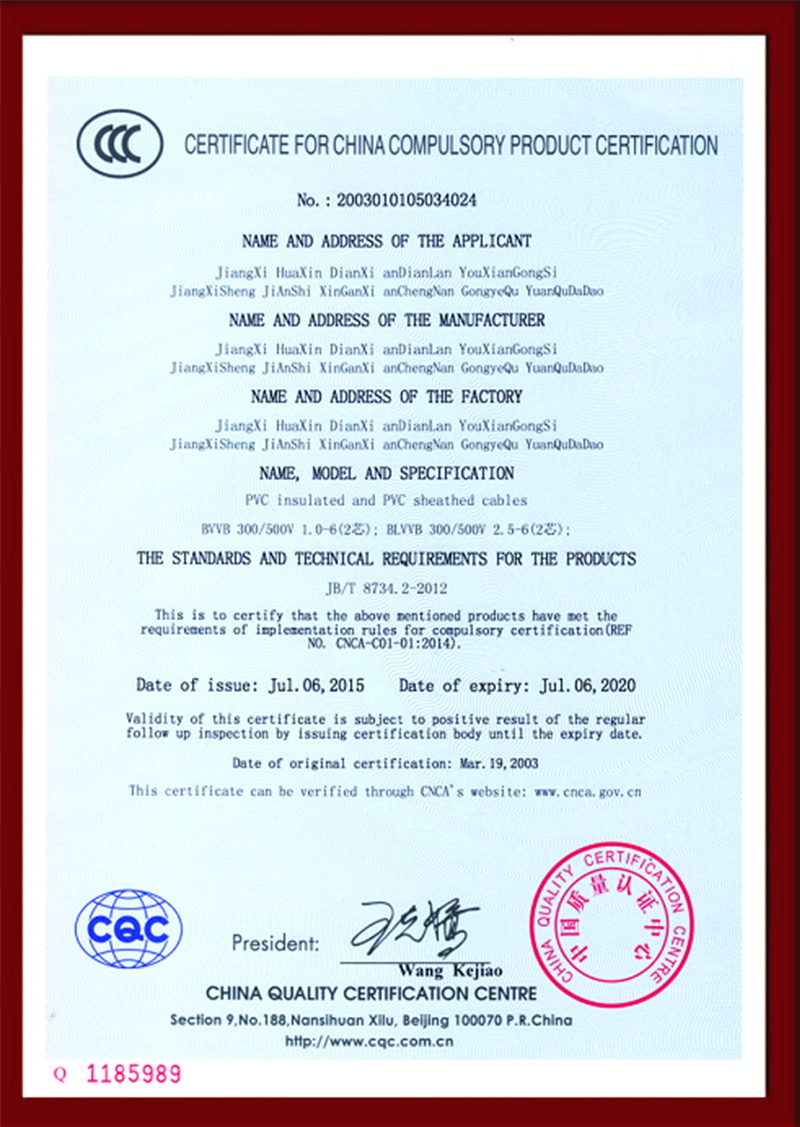 CCC
CERTIFICATE FOR CHINA COMPULSORY PRODUCT CERTIFICATION
No. : 2003010105034024
NAME AND ADDRESS OF THE APPLICANT
JiangXi HuaXin DianXi anDianLan YouXianGongSi
JiangXiSheng JiAnShi XinGanXi anChengNan GongyeQu YuanQuDaDao
NAME AND ADDRESS OF THE MANUFACTURER
JiangXi HuaXin DianXi anDianLan YouXianGongSi
JiangXiSheng JiAnShi XinGanXi anChengNan GongyeQu YuanQuDaDao
NAME AND ADDRESS OF THE FACTORY
JiangXi HuaXin DianXi anDianLan YouXianGongSi
JiangXiSheng JiAnShi XinGanXi anChengNan GongyeQu YuanQuDaDao
NAME, MODEL AND SPECIFICATION
PVC insulated and PVC sheathed cables
BVVB 300/500V 1.0-6(2芯); BLVVB 300/500V 2.5-6(2芯);
THE STANDARDS AND TECHNICAL REQUIREMENTS FOR THE PRODUCTS
JB/T 8734.2-2012
This is to certify that the above mentioned products have met the
requirements of implementation rules for compulsory certification(REF
NO. CNCA-C01-01:2014).
Date of issue: Jul.06,2015 Date of expiry: Jul.06,2020
Validity of this certificate is subject to positive result of the regular
follow up inspection by issuing certification body until the expiry date.
Date of original certification: Mar.19,2003
This certificate can be verified through CNCA's website: www.cnca.gov.cn
CQC
President:
王克娇
Wang Kejiao
CHINA QUALITY CERTIFICATION CENTRE
中国质量认证中心
CHINA QUALITY CERTIFICATION CENTRE
Section 9,No.188,Nansihuan Xilu, Beijing 100070 P.R.China
http://www.cqc.com.cn
Q 1185989